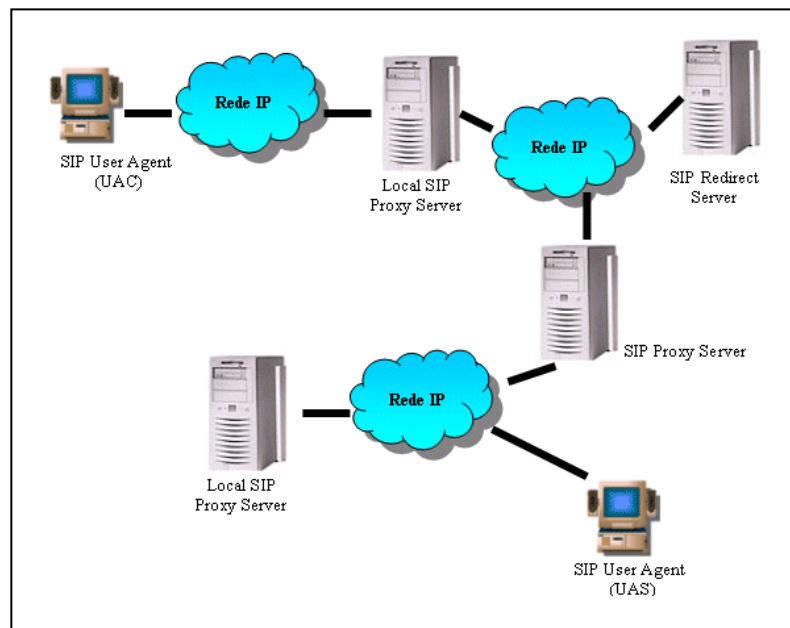 Rede IP
SIP User Agent
(UAC)
Local SIP
Proxy Server
Rede IP
SIP Redirect
Server
SIP Proxy Server
Rede IP
Local SIP
Proxy Server
SIP User Agent
(UAS)